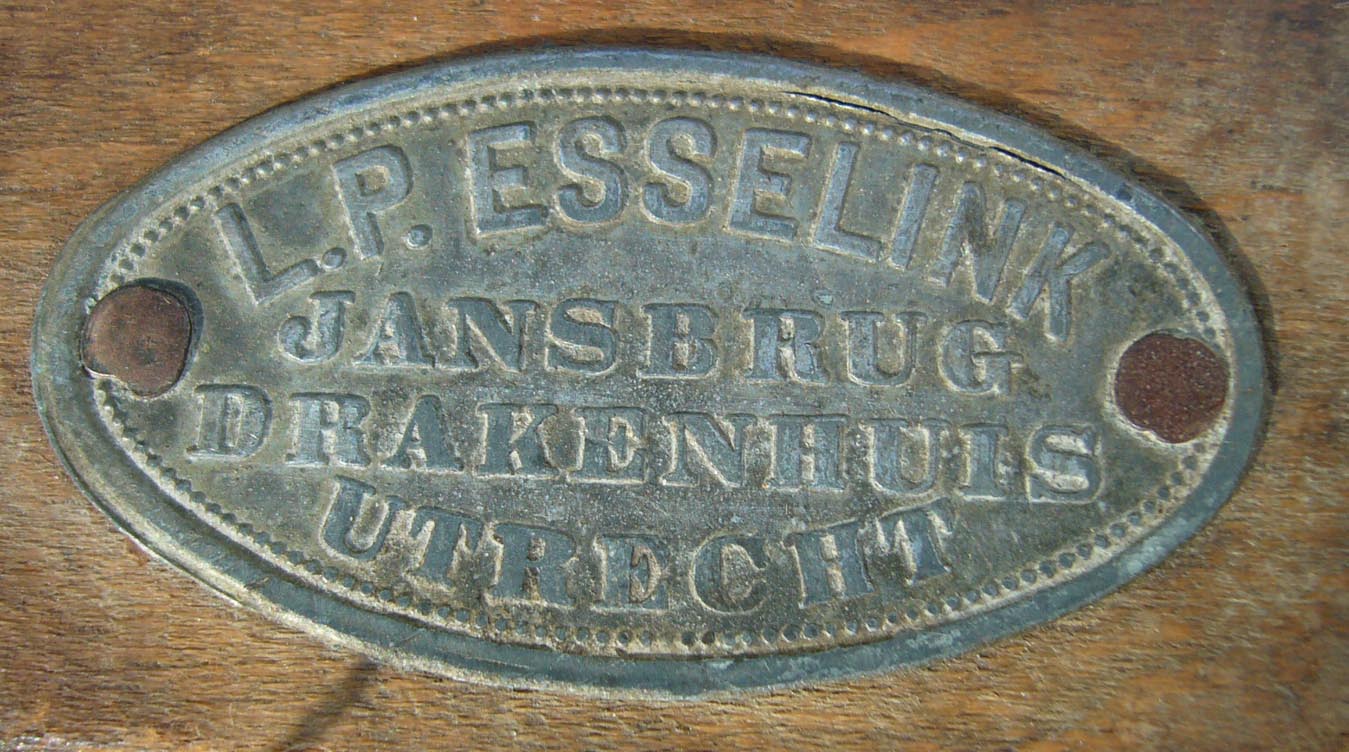 L.P. ESSELINK
JANSBRUG
DRAKENHUIS
UTRECHT